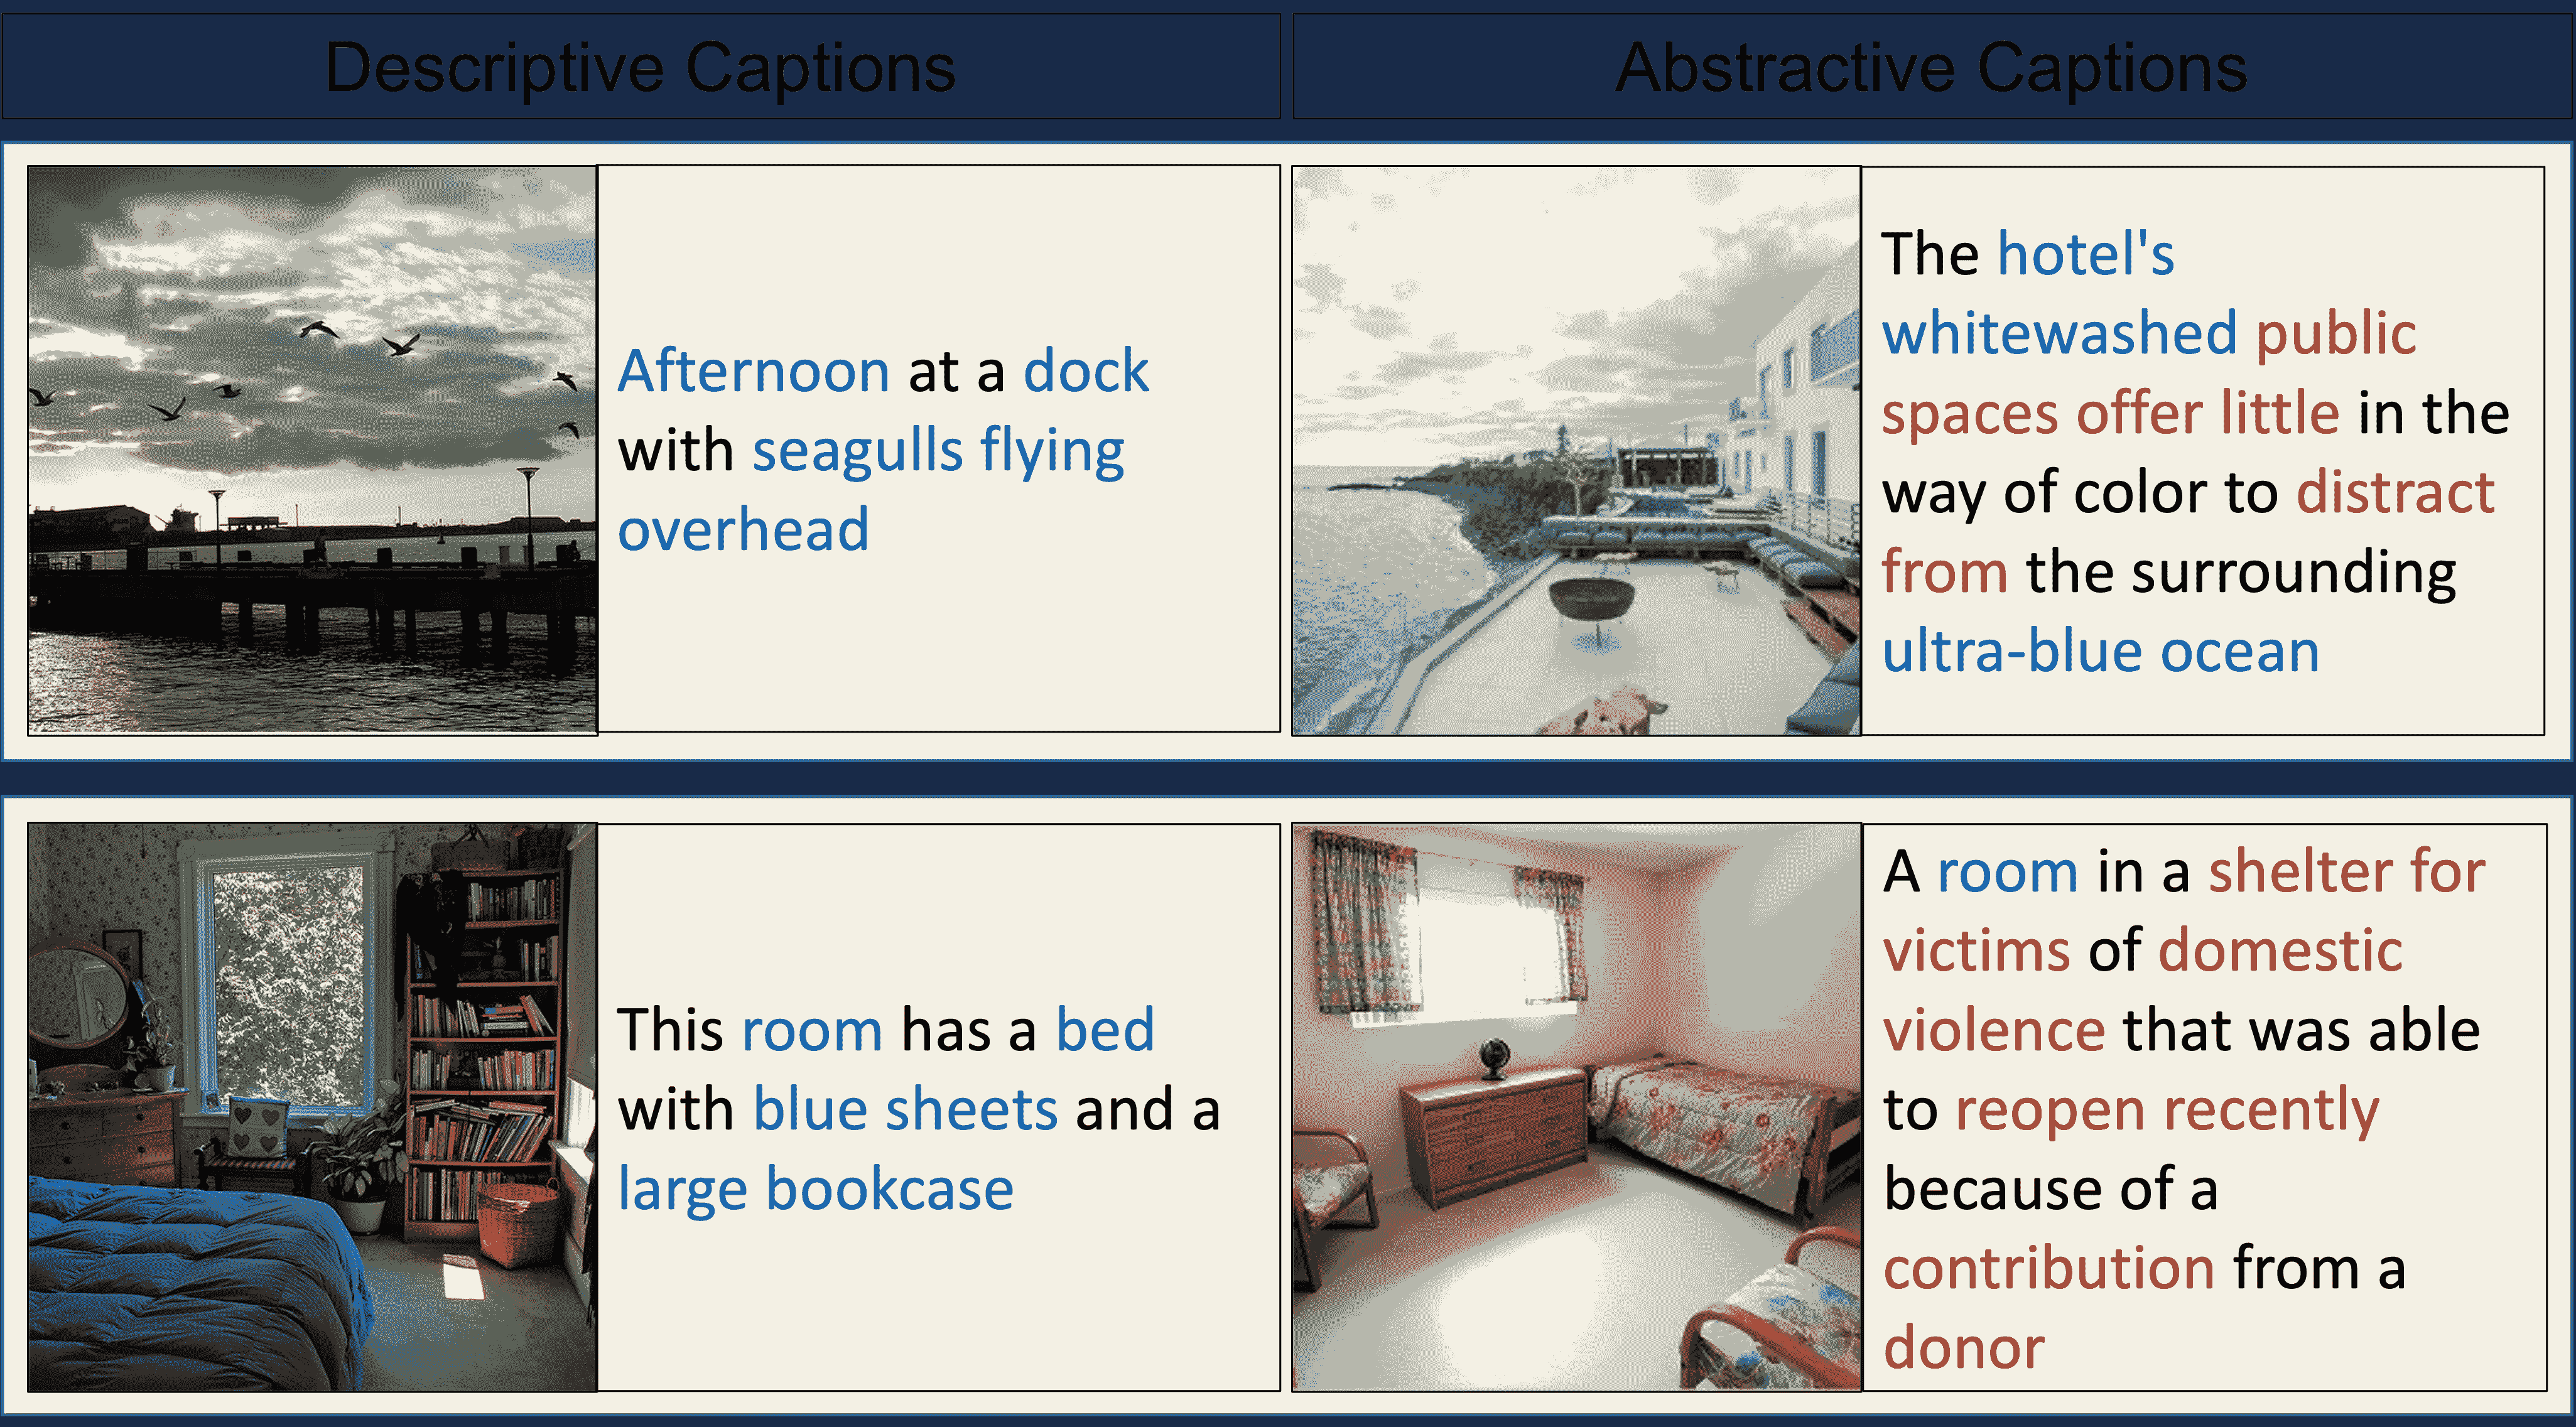 Descriptive Captions
Abstractive Captions
Afternoon at a dock
with seagulls flying
overhead
The hotel's
whitewashed public
spaces offer little in the
way of color to distract
from the surrounding
ultra-blue ocean
This room has a bed
with blue sheets and a
large bookcase
A room in a shelter for
victims of domestic
violence that was able
to reopen recently
because of a
contribution from a
donor